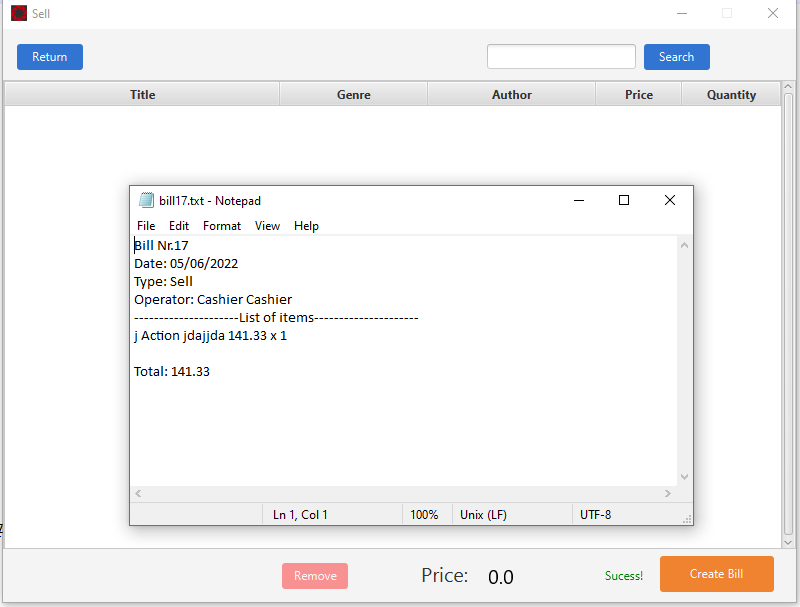 Sell
Return
Search
Title Genre Author Price Quantity
bill17.txt - Notepad
File Edit Format View Help
Bill Nr.17
Date: 05/06/2022
Type: Sell
Operator: Cashier Cashier
---------------------List of items---------------------
j Action jdajjda 141.33 x 1
Total: 141.33
Ln 1, Col 1 100% Unix (LF) UTF-8
Remove Price: 0.0 Sucess! Create Bill